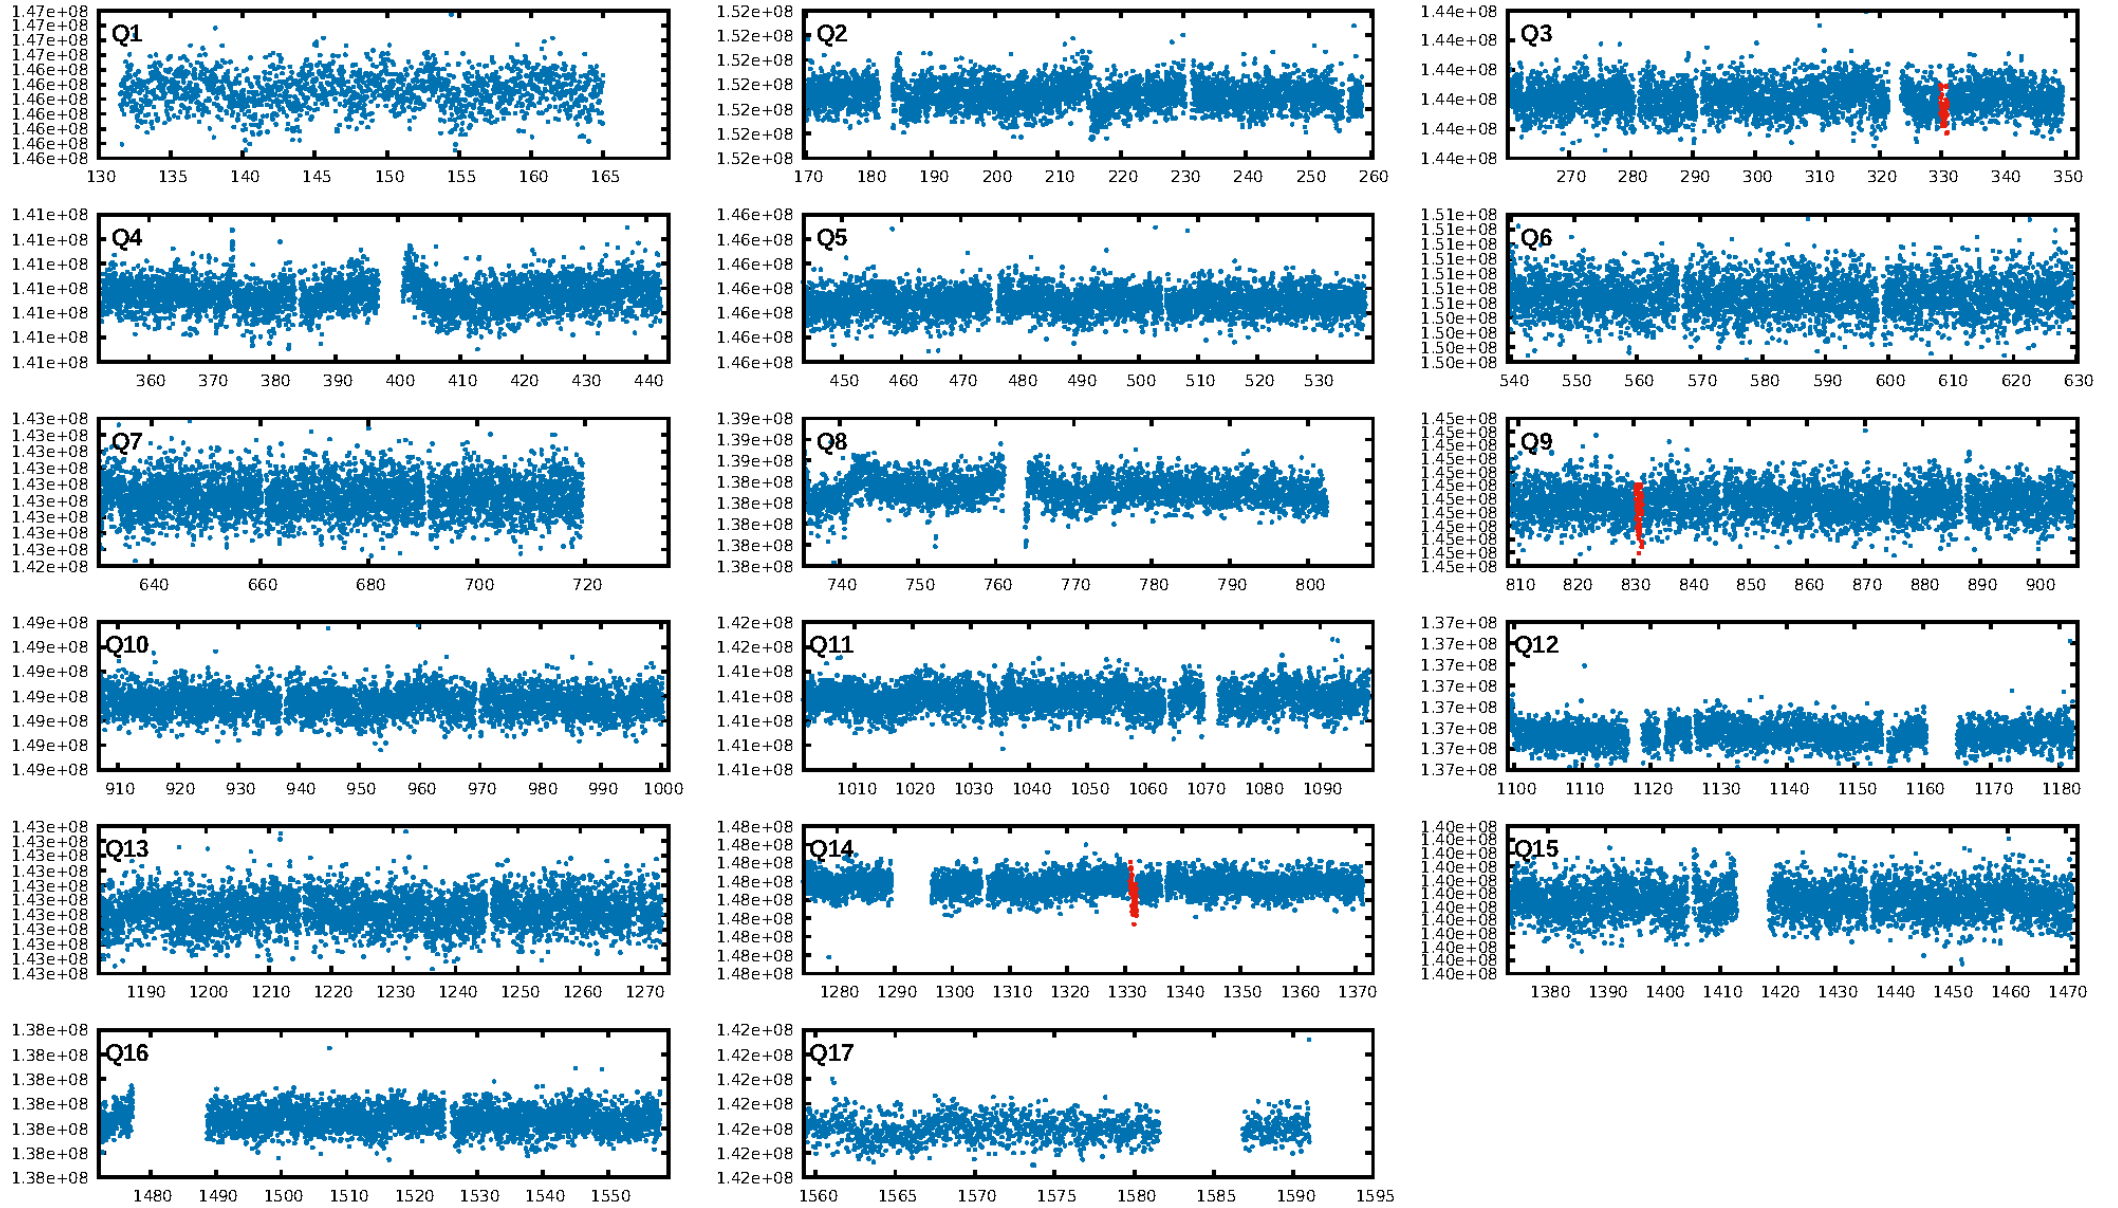 1.47e+08
1.47e+08
1.47e+08
1.47e+08
1.46e+08
1.46e+08
1.46e+08
1.46e+08
1.46e+08
1.46e+08
1.46e+08
Q1
130 135 140 145 150 155 160 165
1.52e+08
1.52e+08
1.52e+08
1.52e+08
1.52e+08
1.52e+08
1.52e+08
Q2
170 180 190 200 210 220 230 240 250 260
1.44e+08
1.44e+08
1.44e+08
1.44e+08
1.44e+08
1.44e+08
Q3
270 280 290 300 310 320 330 340 350
1.41e+08
1.41e+08
1.41e+08
1.41e+08
1.41e+08
1.41e+08
1.41e+08
Q4
360 370 380 390 400 410 420 430 440
1.46e+08
1.46e+08
1.46e+08
1.46e+08
1.46e+08
1.46e+08
1.46e+08
Q5
450 460 470 480 490 500 510 520 530
1.51e+08
1.51e+08
1.51e+08
1.51e+08
1.51e+08
1.51e+08
1.51e+08
1.50e+08
1.50e+08
1.50e+08
1.50e+08
Q6
540 550 560 570 580 590 600 610 620 630
1.43e+08
1.43e+08
1.43e+08
1.43e+08
1.43e+08
1.43e+08
1.43e+08
1.43e+08
1.43e+08
1.42e+08
Q7
640 660 680 700 720
1.39e+08
1.39e+08
1.39e+08
1.38e+08
1.38e+08
1.38e+08
1.38e+08
1.38e+08
Q8
740 750 760 770 780 790 800
1.45e+08
1.45e+08
1.45e+08
1.45e+08
1.45e+08
1.45e+08
1.45e+08
1.45e+08
1.45e+08
1.45e+08
1.45e+08
1.45e+08
Q9
810 820 830 840 850 860 870 880 890 900
1.49e+08
1.49e+08
1.49e+08
1.49e+08
1.49e+08
1.49e+08
1.49e+08
Q10
910 920 930 940 950 960 970 980 990 1000
1.42e+08
1.42e+08
1.41e+08
1.41e+08
1.41e+08
1.41e+08
1.41e+08
Q11
1010 1020 1030 1040 1050 1060 1070 1080 1090
1.37e+08
1.37e+08
1.37e+08
1.37e+08
1.37e+08
1.37e+08
1.37e+08
1.37e+08
Q12
1100 1110 1120 1130 1140 1150 1160 1170 1180
1.43e+08
1.43e+08
1.43e+08
1.43e+08
1.43e+08
1.43e+08
1.43e+08
1.43e+08
1.43e+08
1.43e+08
1.43e+08
Q13
1190 1200 1210 1220 1230 1240 1250 1260 1270
1.48e+08
1.48e+08
1.48e+08
1.48e+08
1.48e+08
1.48e+08
1.48e+08
1.48e+08
1.48e+08
Q14
1280 1290 1300 1310 1320 1330 1340 1350 1360 1370
1.40e+08
1.40e+08
1.40e+08
1.40e+08
1.40e+08
1.40e+08
1.40e+08
1.40e+08
1.40e+08
1.40e+08
1.40e+08
1.40e+08
Q15
1380 1390 1400 1410 1420 1430 1440 1450 1460 1470
1.38e+08
1.38e+08
1.38e+08
1.38e+08
1.38e+08
1.38e+08
1.38e+08
Q16
1480 1490 1500 1510 1520 1530 1540 1550
1.42e+08
1.42e+08
1.42e+08
1.42e+08
1.42e+08
1.42e+08
1.42e+08
Q17
1560 1565 1570 1575 1580 1585 1590 1595